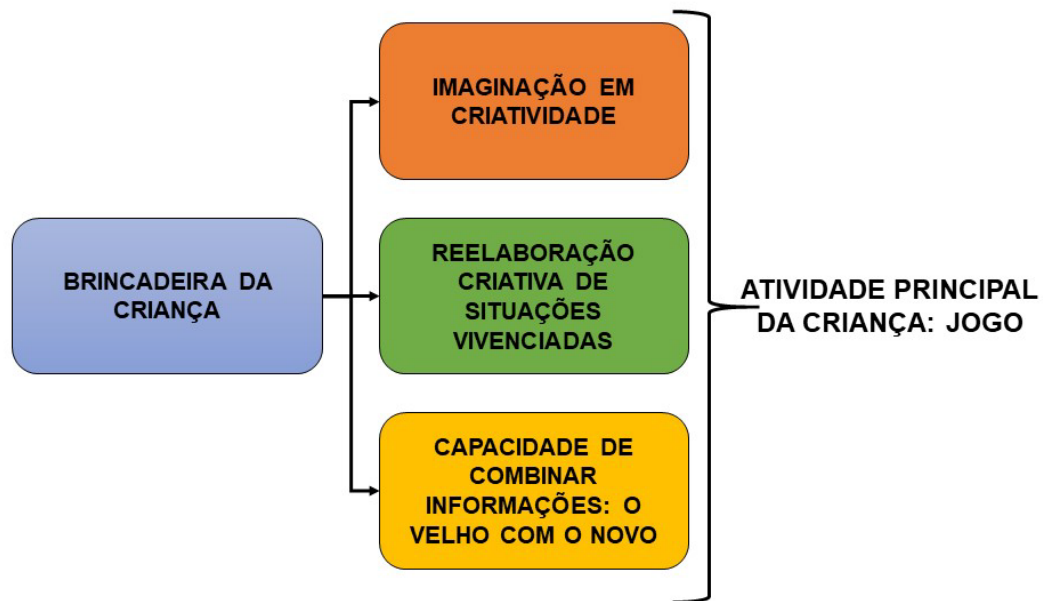 BRINCADEIRA DA
CRIANÇA
IMAGINAÇÃO EM
CRIATIVIDADE
REELABORAÇÃO
CRIATIVA DE
SITUAÇÕES
VIVENCIADAS
CAPACIDADE DE
COMBINAR
INFORMAÇÕES: O
VELHO COM O NOVO
ATIVIDADE PRINCIPAL
DA CRIANÇA: JOGO